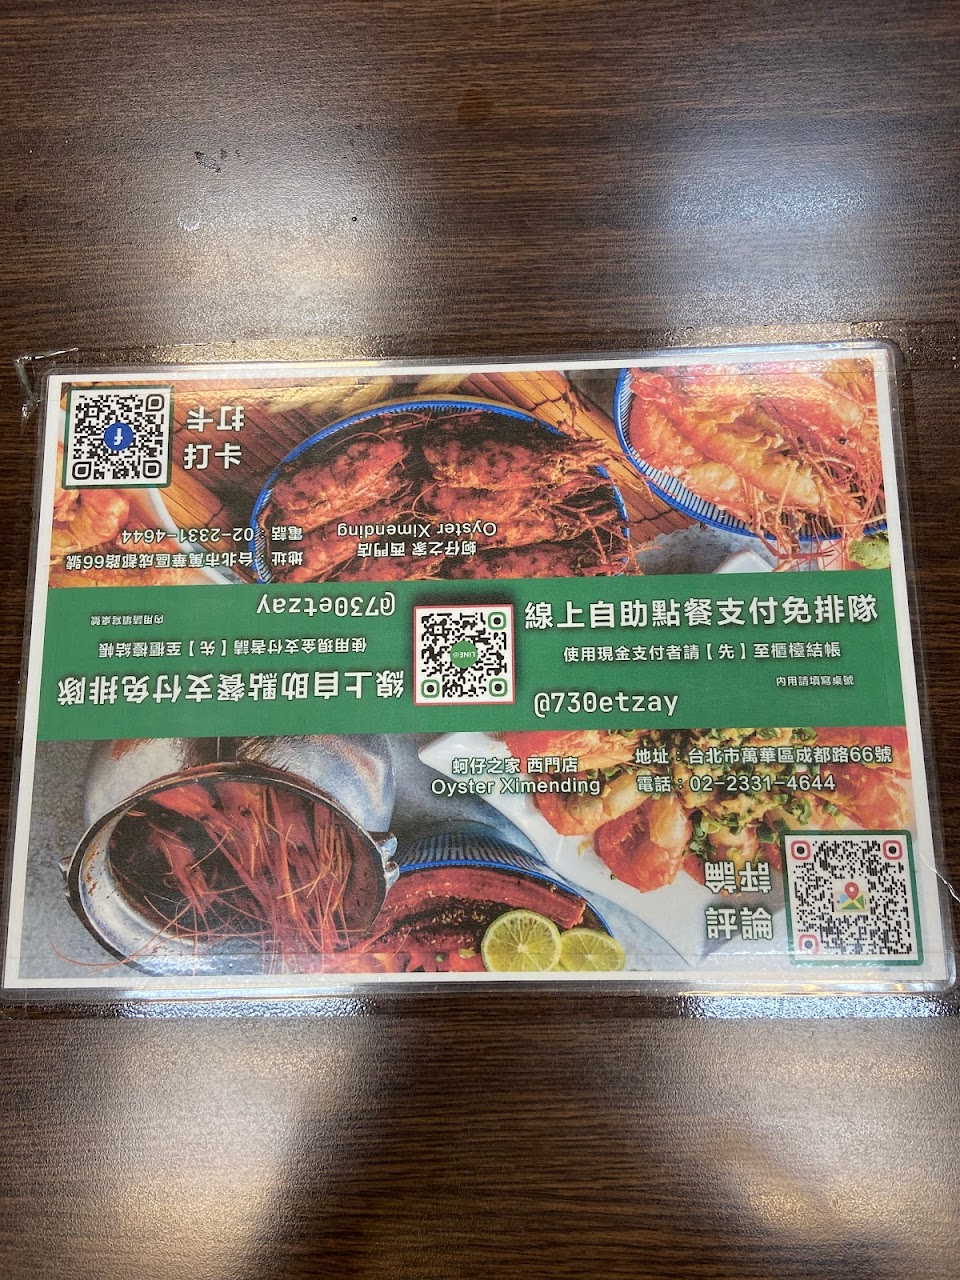 打卡
打卡
蚵仔之家 西門店
Oyster Ximending
地址：台北市萬華區成都路66號
電話：02-2331-4644
線上自助點餐支付免排隊
使用現金支付者請【先】至櫃檯結帳
內用請填寫桌號
@730etzay
LINE@
線上自助點餐支付免排隊
使用現金支付者請【先】至櫃檯結帳
內用請填寫桌號
@730etzay
蚵仔之家 西門店
Oyster Ximending
地址：台北市萬華區成都路66號
電話：02-2331-4644
評論
評論